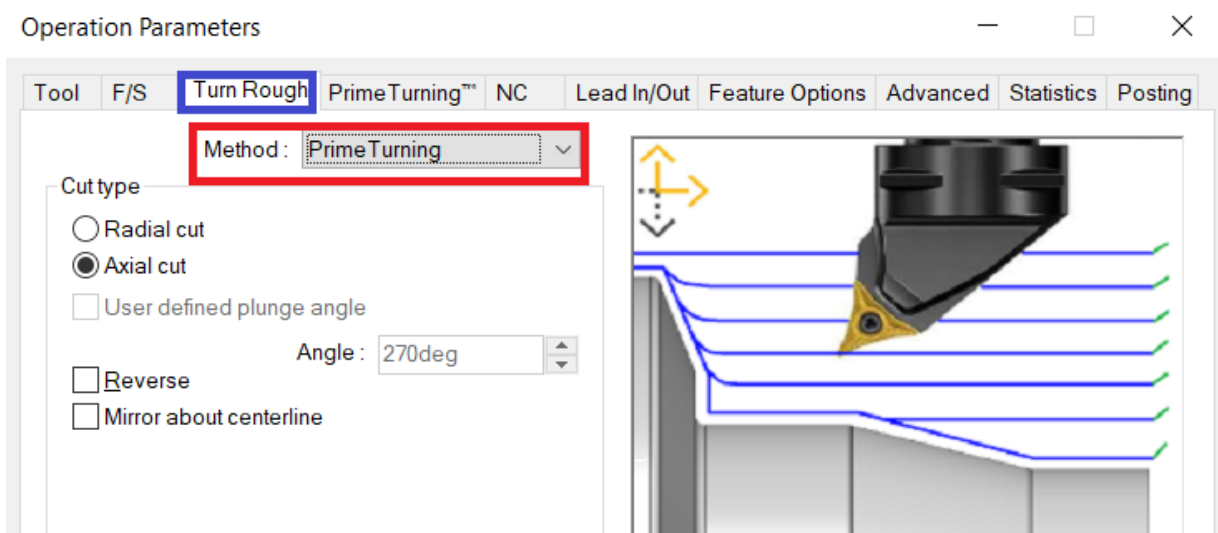 Operation Parameters
Tool F/S Turn Rough PrimeTurning™ NC Lead In/Out Feature Options Advanced Statistics Posting
Method : PrimeTurning
Cut type
Radial cut
Axial cut
User defined plunge angle
Angle : 270deg
Reverse
Mirror about centerline